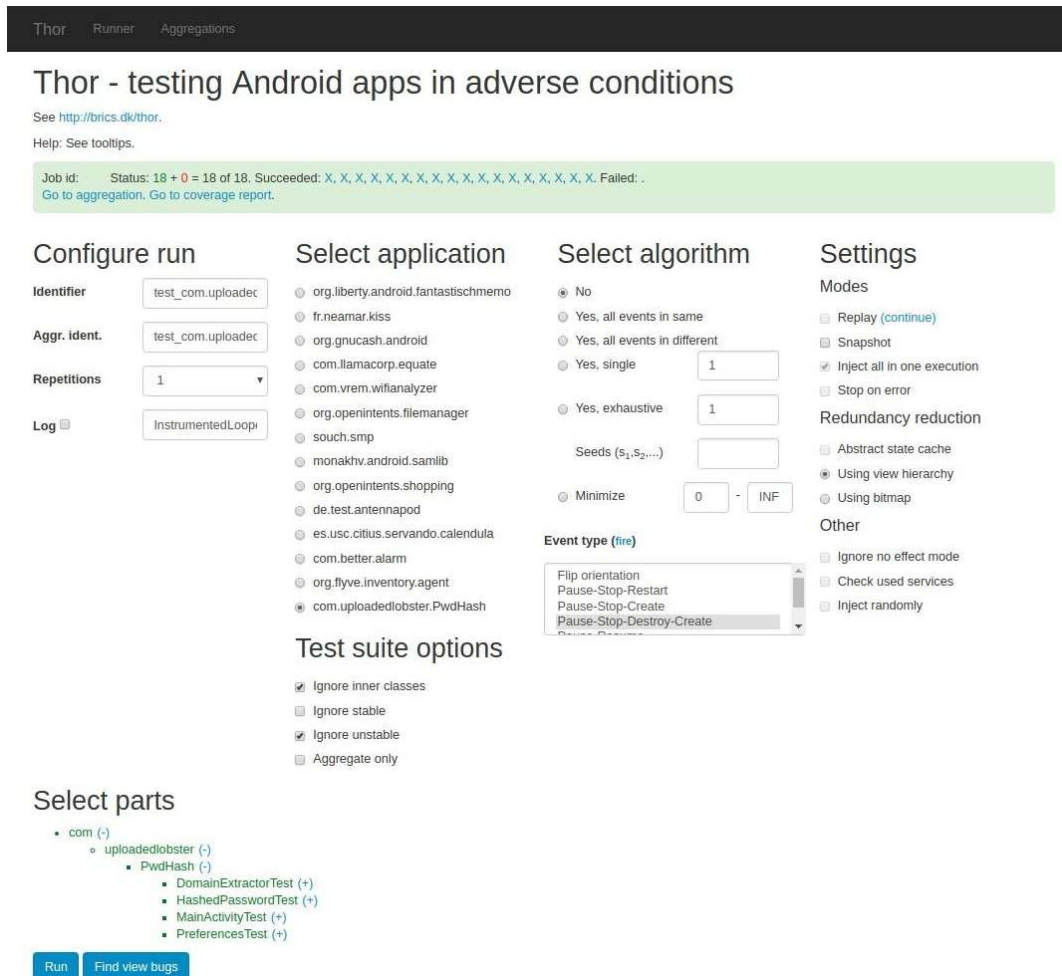 Thor Runner Aggregations
Thor - testing Android apps in adverse conditions
See http://brics.dk/thor.
Help: See tooltips.
Job id: Status: 18 + 0 = 18 of 18. Succeeded: X, X, X, X, X, X, X, X, X, X, X, X, X, X, X, X, X, X. Failed: .
Go to aggregation. Go to coverage report.
Configure run
Identifier test_com.uploaded
Aggr. ident. test_com.uploaded
Repetitions 1
Log InstrumentedLoope
Select application
org.liberty.android.fantastischmemo
fr.neamar.kiss
org.gnucash.android
com.llamacorp.equate
com.vrem.wifianalyzer
org.openintents.filemanager
souch.smp
monakhv.android.samlib
org.openintents.shopping
de.test.antennapod
es.usc.citius.servando.calendula
com.better.alarm
org.flyve.inventory.agent
com.uploadedlobster.PwdHash
Test suite options
Ignore inner classes
Ignore stable
Ignore unstable
Aggregate only
Select algorithm
No
Yes, all events in same
Yes, all events in different
Yes, single 1
Yes, exhaustive 1
Seeds (s1,s2,...)
Minimize 0 - INF
Event type (fire)
Flip orientation
Pause-Stop-Restart
Pause-Stop-Create
Pause-Stop-Destroy-Create
Pause-Resume
Settings
Modes
Replay (continue)
Snapshot
Inject all in one execution
Stop on error
Redundancy reduction
Abstract state cache
Using view hierarchy
Using bitmap
Other
Ignore no effect mode
Check used services
Inject randomly
Select parts
com (-)
uploadedlobster (-)
PwdHash (-)
DomainExtractorTest (+)
HashedPasswordTest (+)
MainActivityTest (+)
PreferencesTest (+)
Run Find view bugs